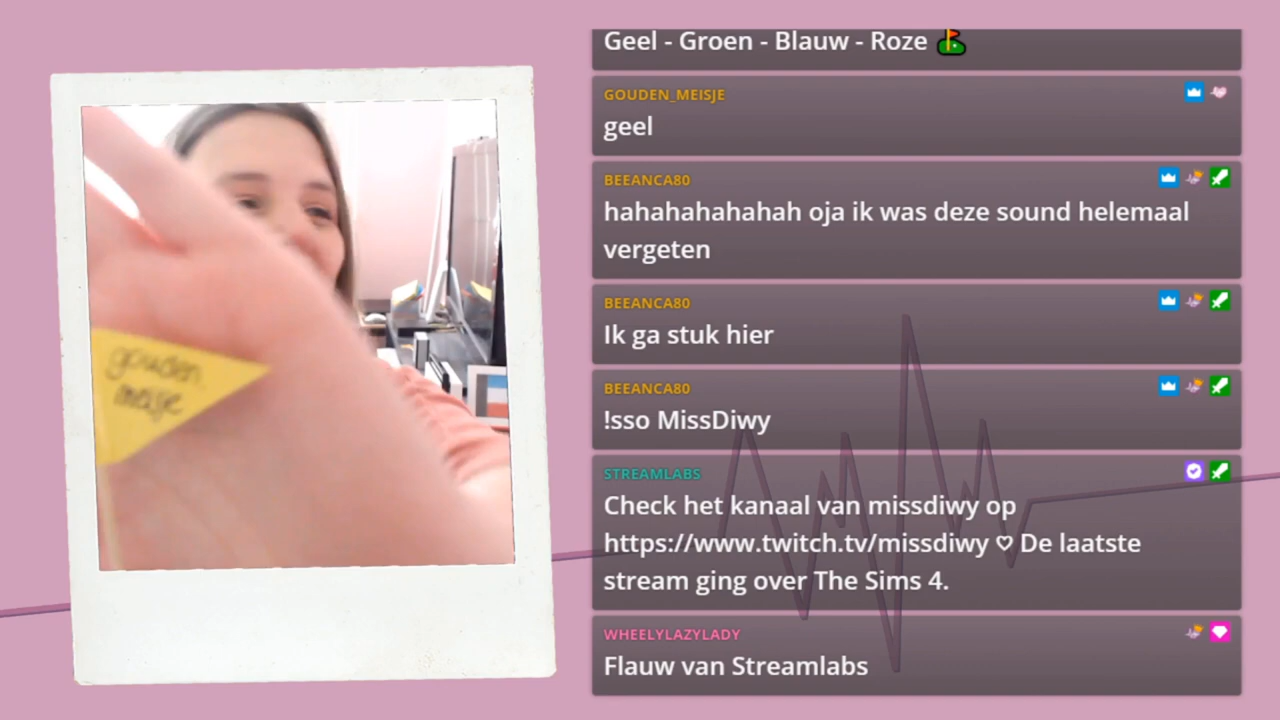 gouden
meisje
Geel - Groen - Blauw - Roze ⛳
GOUDEN_MEISJE
geel
BEEANCA80
hahahahahahah oja ik was deze sound helemaal
vergeten
BEEANCA80
Ik ga stuk hier
BEEANCA80
!sso MissDiwy
STREAMLABS
Check het kanaal van missdiwy op
https://www.twitch.tv/missdiwy ♡ De laatste
stream ging over The Sims 4.
WHEELYLAZYLADY
Flauw van Streamlabs